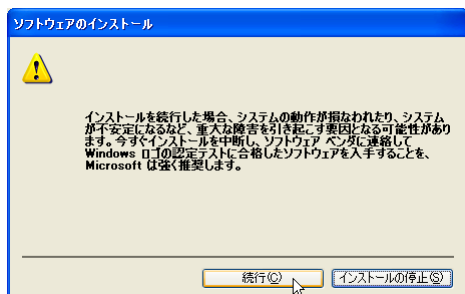 ソフトウェアのインストール
インストールを続行した場合、システムの動作が損なわれたり、システム
が不安定になるなど、重大な障害を引き起こす要因となる可能性があり
ます。今すぐインストールを中断し、ソフトウェア ベンダに連絡して
Windows ロゴの認定テストに合格したソフトウェアを入手することを、
Microsoft は強く推奨します。
続行(C)
インストールの停止(S)